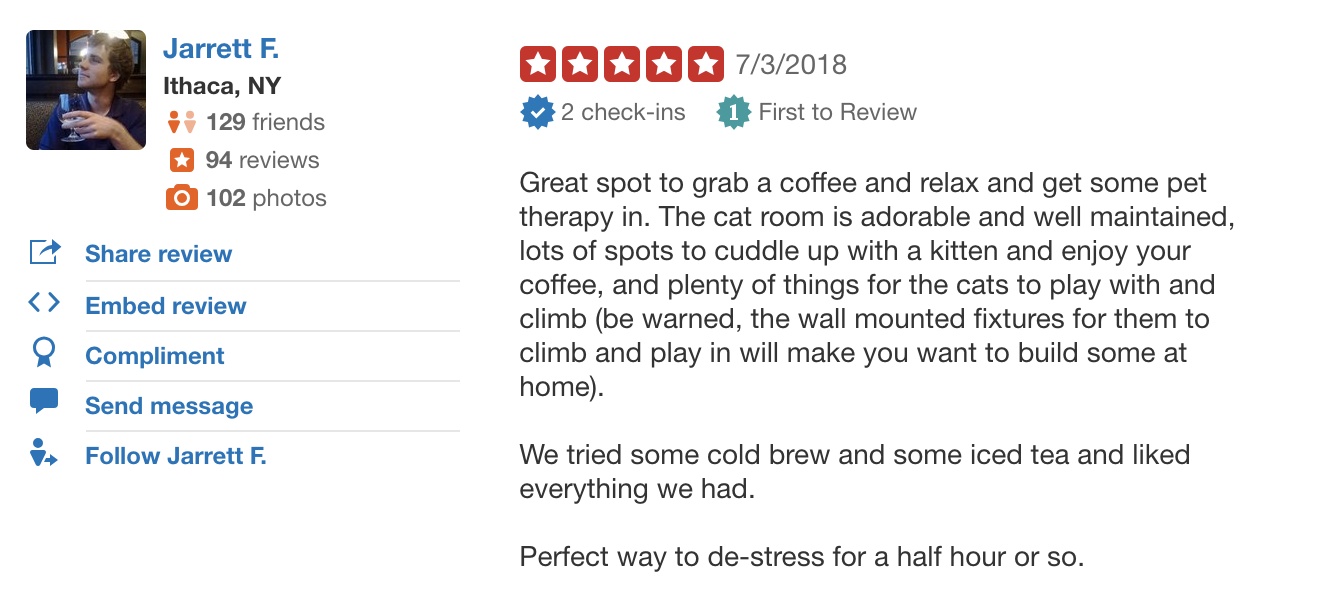 Jarrett F.
Ithaca, NY
129 friends
94 reviews
102 photos
Share review
Embed review
Compliment
Send message
Follow Jarrett F.
7/3/2018
2 check-ins 1 First to Review
Great spot to grab a coffee and relax and get some pet
therapy in. The cat room is adorable and well maintained,
lots of spots to cuddle up with a kitten and enjoy your
coffee, and plenty of things for the cats to play with and
climb (be warned, the wall mounted fixtures for them to
climb and play in will make you want to build some at
home).
We tried some cold brew and some iced tea and liked
everything we had.
Perfect way to de-stress for a half hour or so.